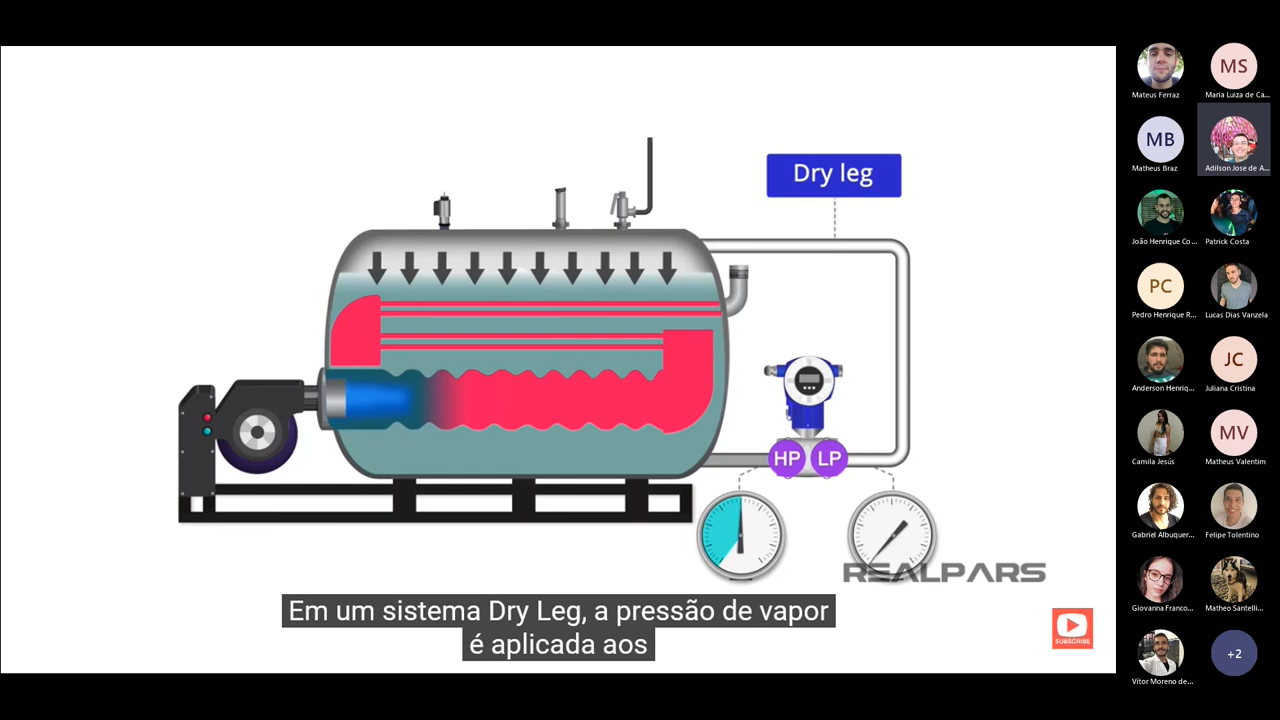 Dry leg
HP
LP
REALPARS
SUBSCRIBE
Em um sistema Dry Leg, a pressão de vapor
é aplicada aos
Mateus Ferraz
MS
Maria Luiza de Ca...
MB
Matheus Braz
Adilson Jose de A...
João Henrique Co...
Patrick Costa
PC
Pedro Henrique R...
Lucas Dias Vanzela
Anderson Henriq...
JC
Juliana Cristina
Camila Jesús
MV
Matheus Valentim
Gabriel Albuquer...
Felipe Tolentino
Giovanna Franco...
Matheo Santelli...
Vítor Moreno de...
+2